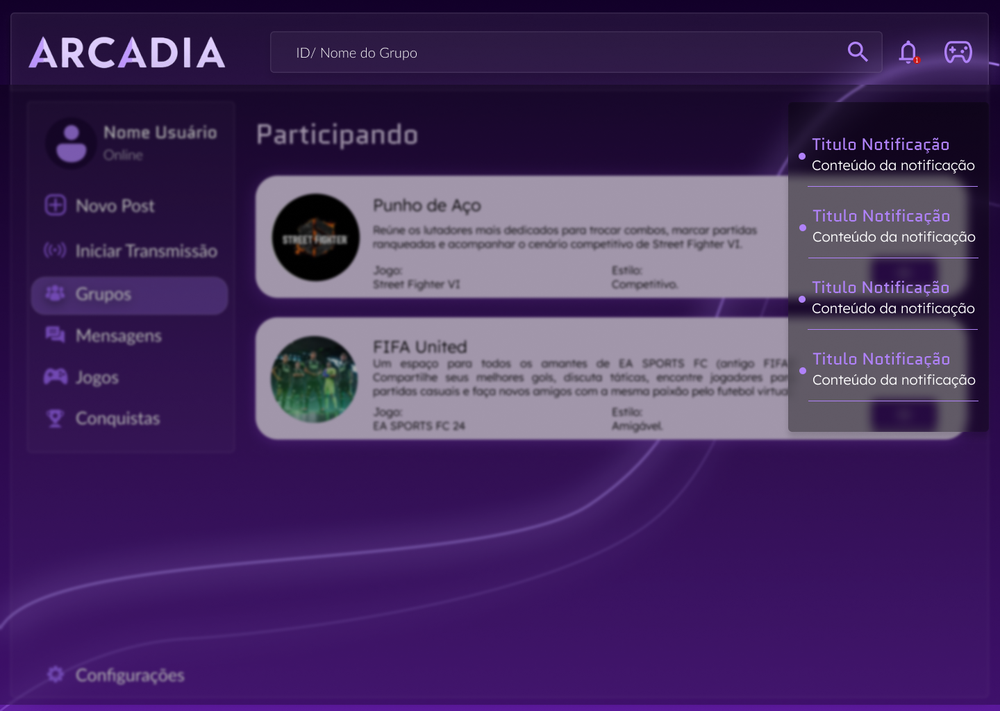 ARCADIA
ID/ Nome do Grupo
1
Nome Usuário
Online
Novo Post
Iniciar Transmissão
Grupos
Mensagens
Jogos
Conquistas
Configurações
Participando
Punho de Aço
Reúne os lutadores mais dedicados para trocar combos, marcar partidas
ranqueadas e acompanhar o cenário competitivo de Street Fighter VI.
Jogo:
Street Fighter VI
Estilo:
Competitivo.
STREET FIGHTER
FIFA United
Um espaço para todos os amantes de EA SPORTS FC (antigo FIFA
Compartilhe seus melhores gols, discuta táticas, encontre jogadores par
partidas casuais e faça novos amigos com a mesma paixão pelo futebol virtua
Jogo:
EA SPORTS FC 24
Estilo:
Amigável.
Titulo Notificação
Conteúdo da notificação
Titulo Notificação
Conteúdo da notificação
Titulo Notificação
Conteúdo da notificação
Titulo Notificação
Conteúdo da notificação